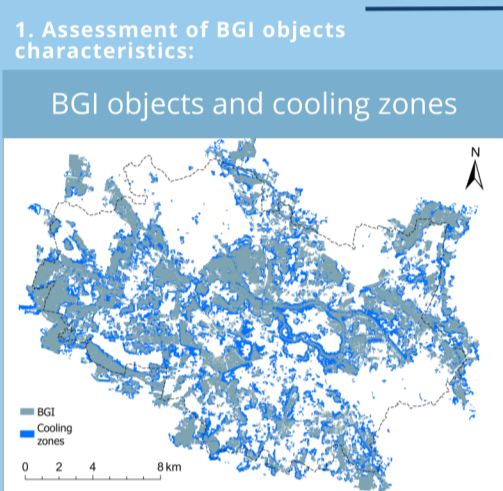 1. Assessment of BGI objects
characteristics:
BGI objects and cooling zones
N
BGI
Cooling
zones
0 2 4 8 km